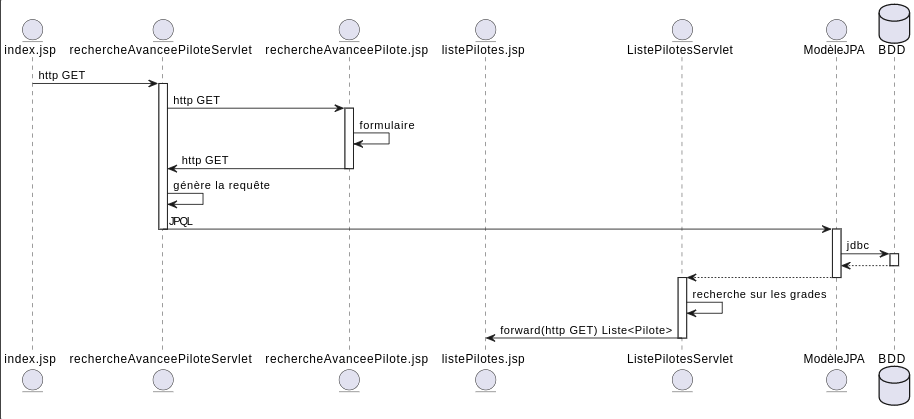 index.jsp rechercheAvanceePiloteServlet rechercheAvanceePilote.jsp listePilotes.jsp ListePilotesServlet ModèleJPA BDD
http GET
http GET
formulaire
http GET
génère la requête
JPQL
jdbc
recherche sur les grades
forward(http GET) Liste<Pilote>
index.jsp rechercheAvanceePiloteServlet rechercheAvanceePilote.jsp listePilotes.jsp ListePilotesServlet ModèleJPA BDD